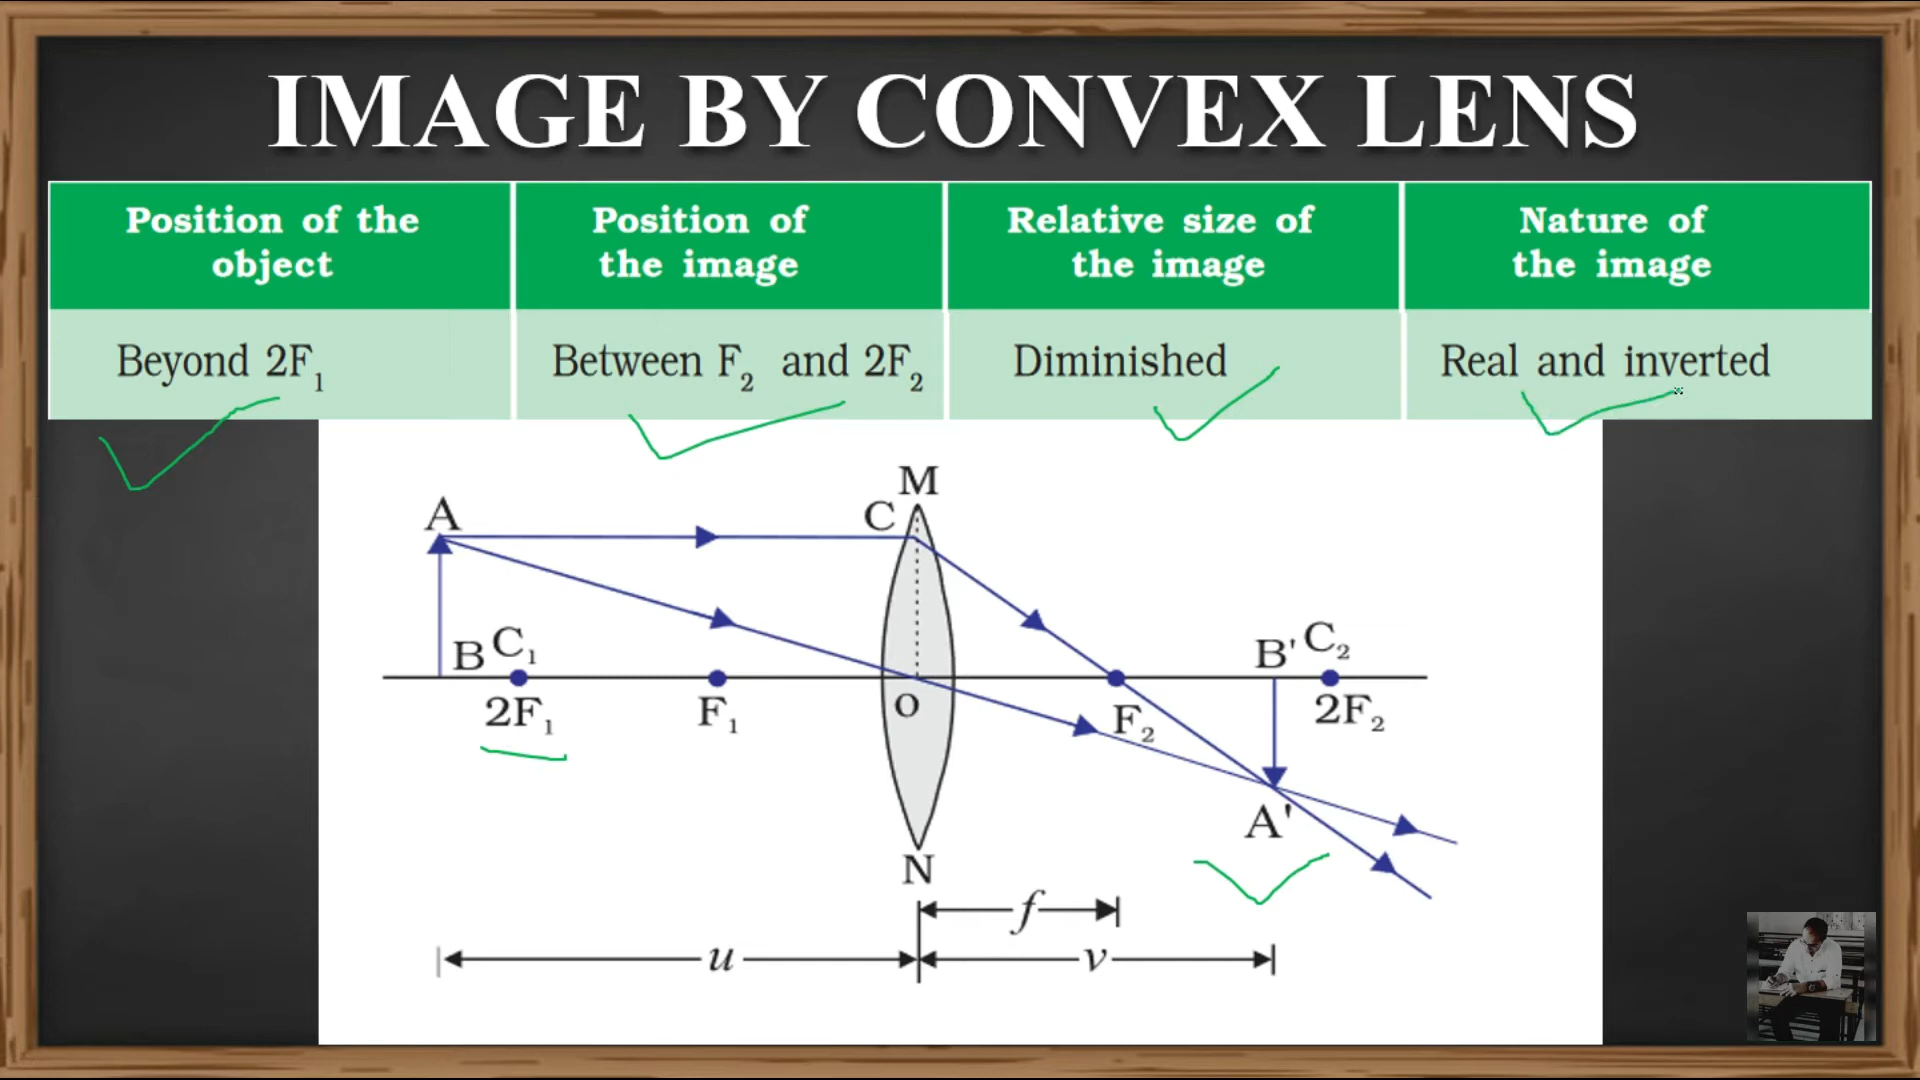 IMAGE BY CONVEX LENS
Position of the object
Position of the image
Relative size of the image
Nature of the image
Beyond 2F₁
Between F₂ and 2F₂
Diminished
Real and inverted
M
A
C
B C₁
B' C₂
2F₁
F₁
O
F₂
2F₂
A'
N
f
u
v